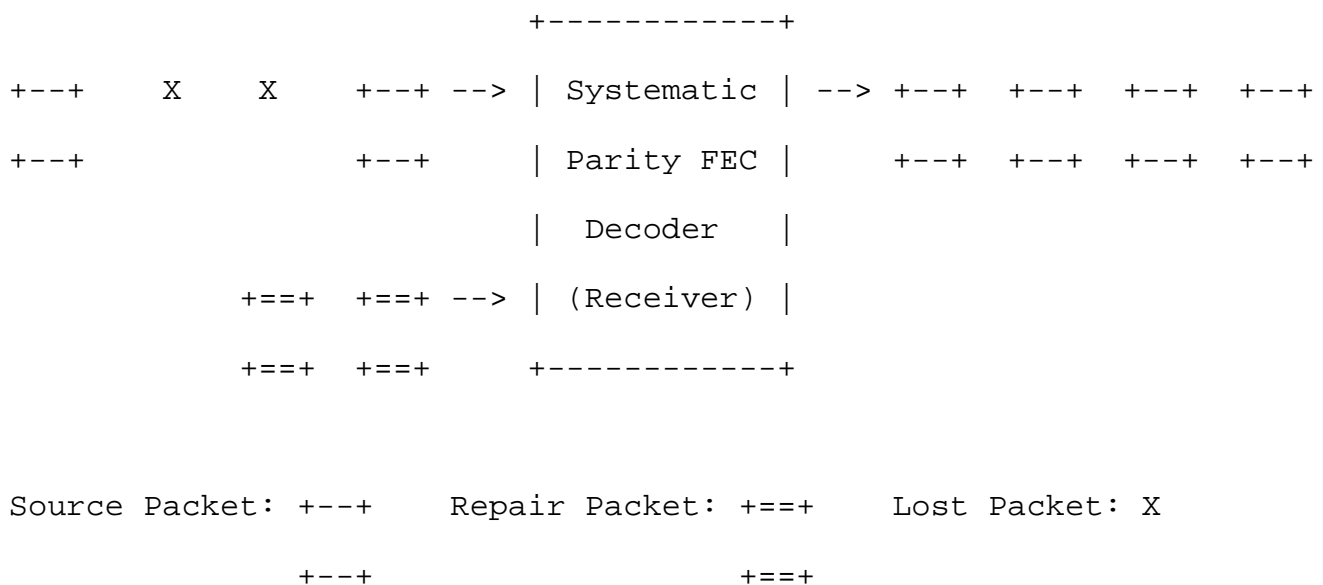 +------------+
+--+    X    X    +--+ --> | Systematic | --> +--+  +--+  +--+  +--+
+--+              +--+     | Parity FEC |     +--+  +--+  +--+  +--+
                           |  Decoder   |
            +==+  +==+ --> | (Receiver) |
            +==+  +==+     +------------+

Source Packet: +--+    Repair Packet: +==+    Lost Packet: X
               +--+                   +==+